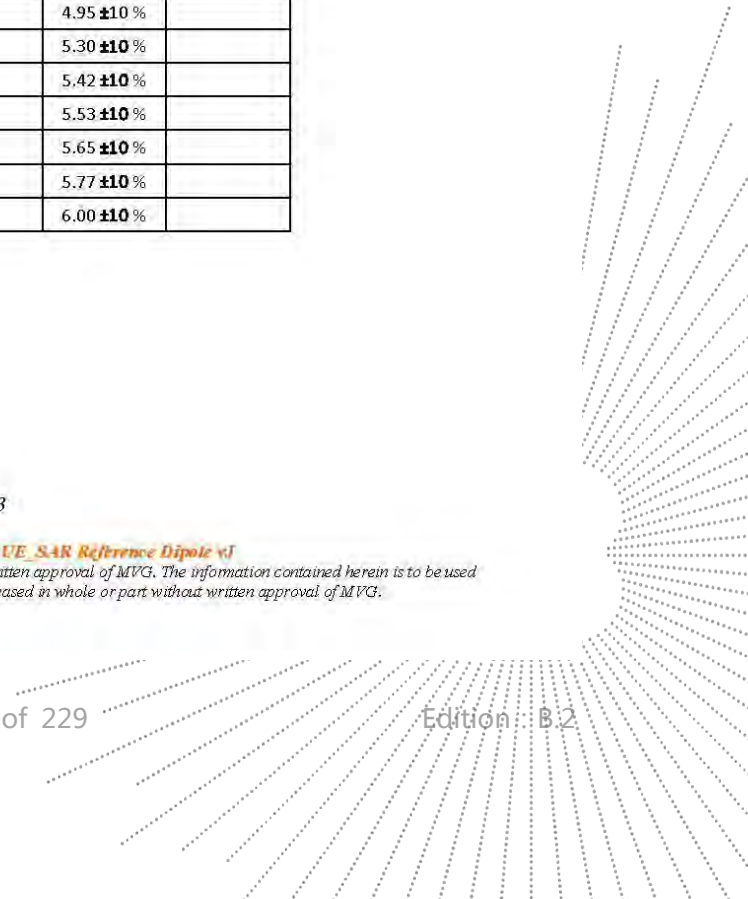 4.95 ±10 %
5.30 ±10 %
5.42 ±10 %
5.53 ±10 %
5.65 ±10 %
5.77 ±10 %
6.00 ±10 %
3
UE_SAR Reference Dipole vJ
itten approval of MVG. The information contained herein is to be used
eased in whole or part without written approval of MVG.
of 229 Edition: B.2